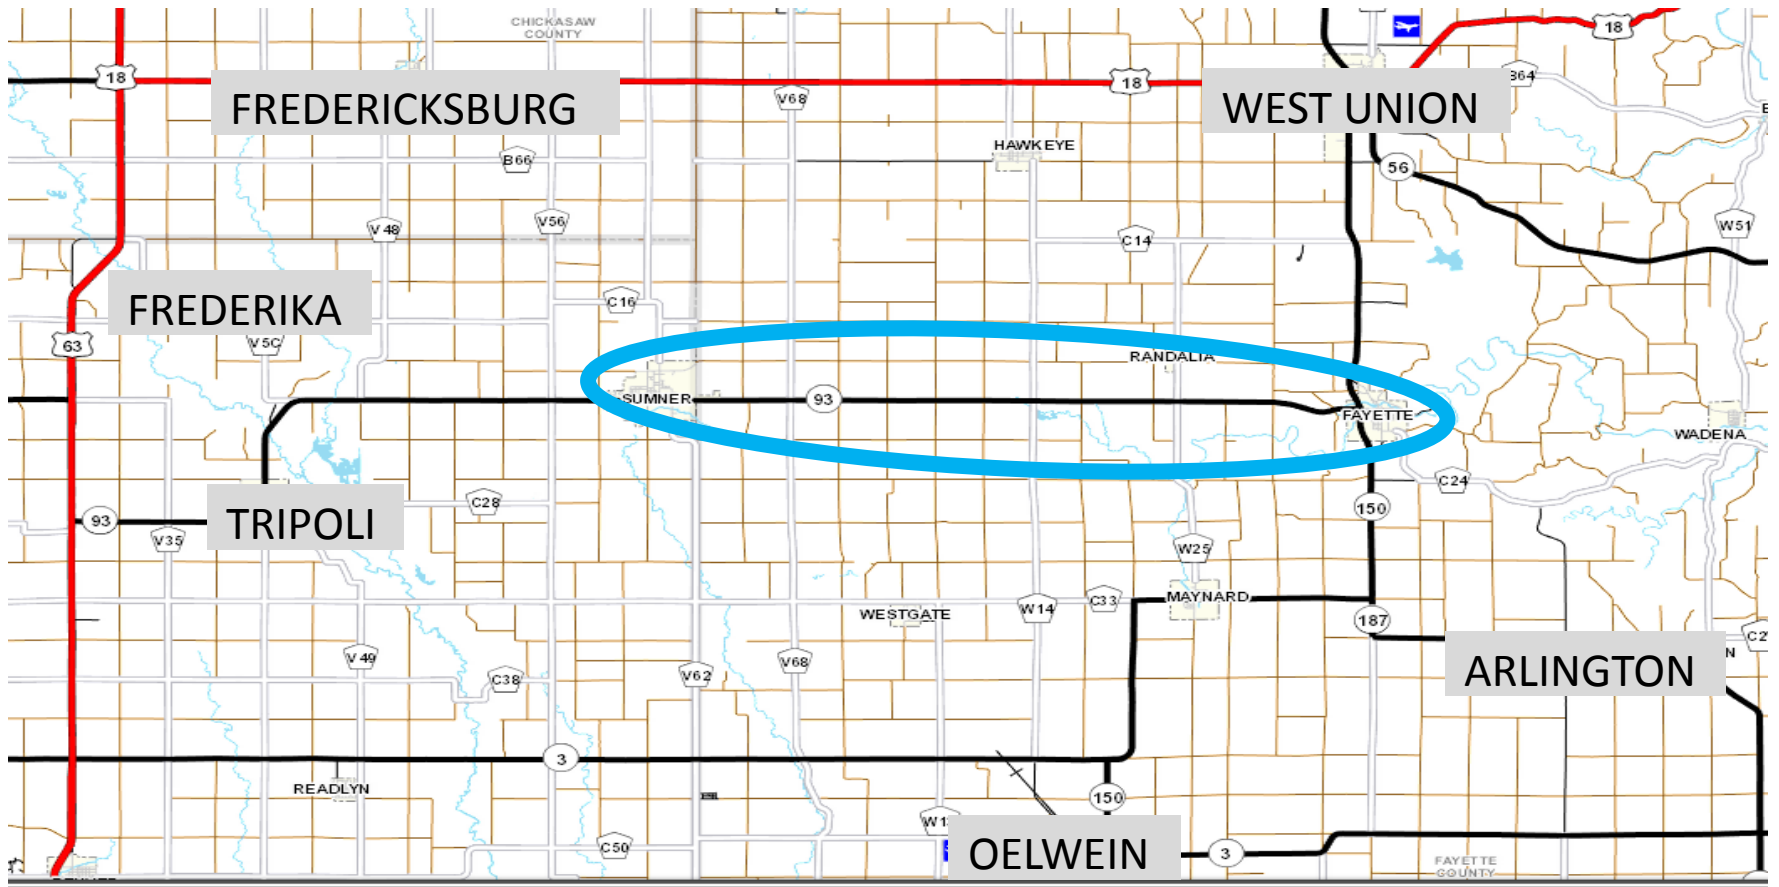 CHICKASAW
COUNTY
18
18
18
FREDERICKSBURG
V68
WEST UNION
B64
HAWKEYE
B66
56
V56
V48
C14
W51
FREDERIKA
C16
63
V5C
RANDALIA
SUMNER
93
FAYETTE
WADENA
C24
93
TRIPOLI
C28
150
V35
W25
WESTGATE
W14
C33
MAYNARD
187
V49
C38
V62
V68
ARLINGTON
N
3
READLYN
150
C50
OELWEIN
3
FAYETTE
COUNTY